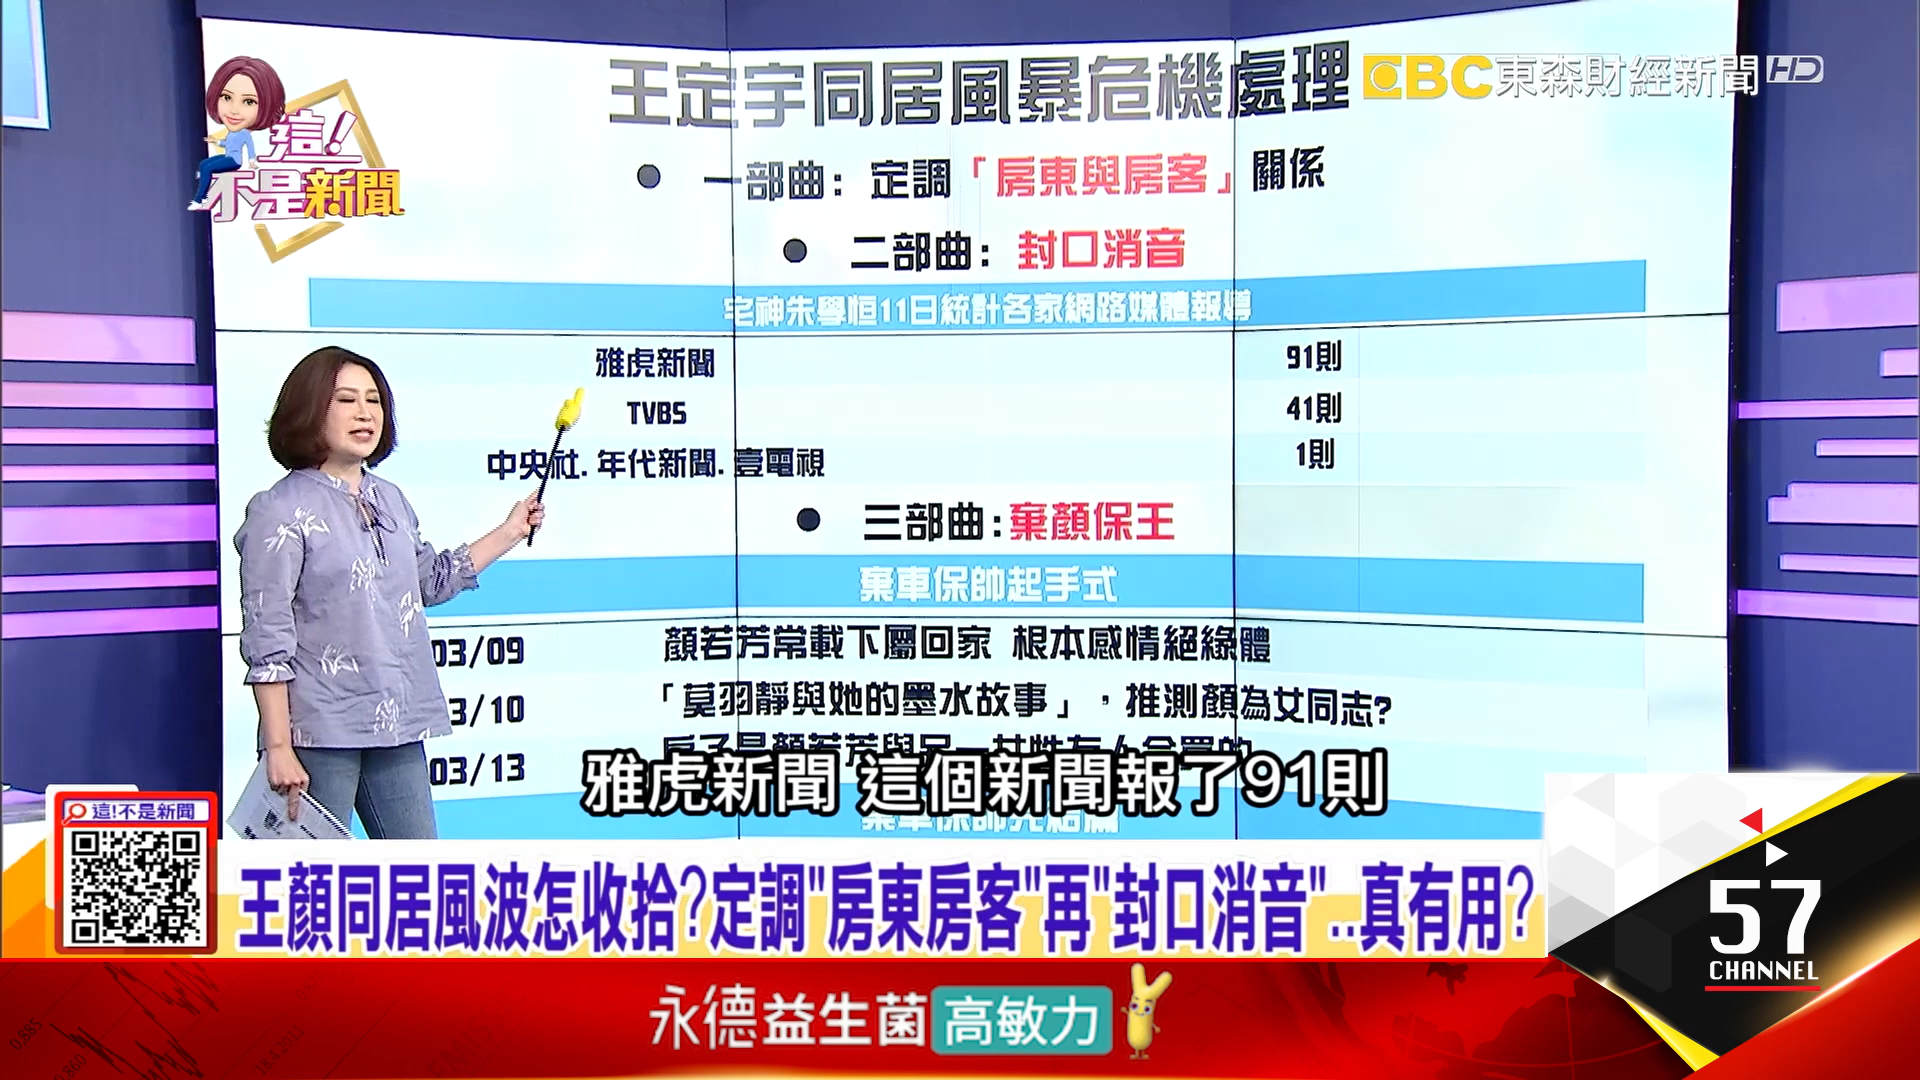 王定宇同居風暴危機處理
EBC東森財經新聞HD
這!
不是新聞
● 一部曲：定調「房東與房客」關係
● 二部曲：封口消音
宅神朱學恒11日統計各家網路媒體報導
雅虎新聞 91則
TVBS 41則
中央社.年代新聞.壹電視 1則
● 三部曲:棄顏保王
棄車保帥起手式
03/09 顏若芳常載下屬回家 根本感情絕緣體
3/10 「莫羽靜與她的墨水故事」，推測顏為女同志?
03/13
雅虎新聞 這個新聞報了91則
這!不是新聞
王顏同居風波怎收拾?定調"房東房客"再"封口消音"..真有用?
57
CHANNEL
永德益生菌 高敏力